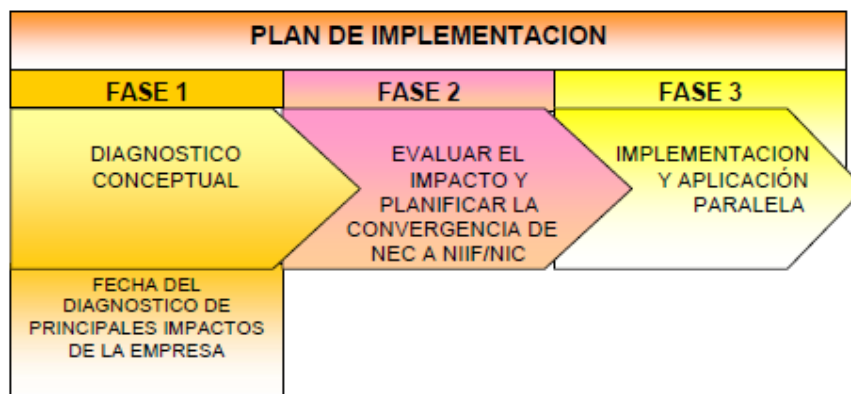 PLAN DE IMPLEMENTACION
FASE 1
FASE 2
FASE 3
DIAGNOSTICO
CONCEPTUAL
EVALUAR EL
IMPACTO Y
PLANIFICAR LA
CONVERGENCIA DE
NEC A NIIF/NIC
IMPLEMENTACION
Y APLICACIÓN
PARALELA
FECHA DEL
DIAGNOSTICO DE
PRINCIPALES IMPACTOS
DE LA EMPRESA